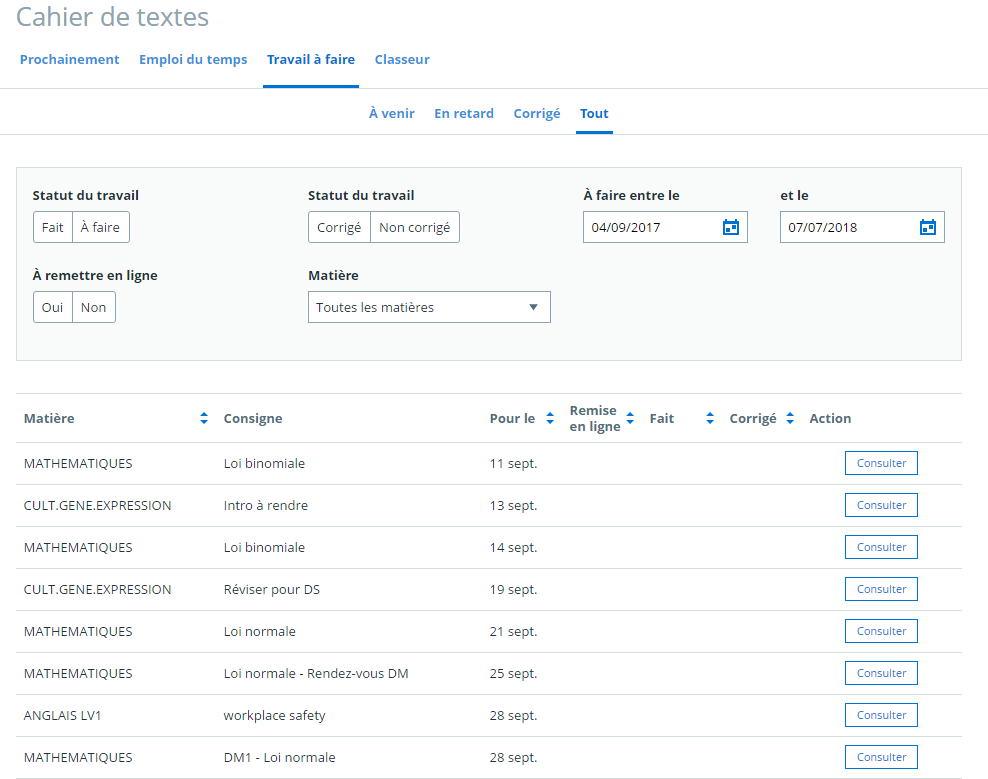 Cahier de textes
Prochainement Emploi du temps Travail à faire Classeur
À venir En retard Corrigé Tout
Statut du travail Statut du travail À faire entre le et le
Fait À faire Corrigé Non corrigé 04/09/2017 07/07/2018
À remettre en ligne Matière
Oui Non Toutes les matières
Matière Consigne Pour le Remise en ligne Fait Corrigé Action
MATHEMATIQUES Loi binomiale 11 sept. Consulter
CULT.GENE.EXPRESSION Intro à rendre 13 sept. Consulter
MATHEMATIQUES Loi binomiale 14 sept. Consulter
CULT.GENE.EXPRESSION Réviser pour DS 19 sept. Consulter
MATHEMATIQUES Loi normale 21 sept. Consulter
MATHEMATIQUES Loi normale - Rendez-vous DM 25 sept. Consulter
ANGLAIS LV1 workplace safety 28 sept. Consulter
MATHEMATIQUES DM1 - Loi normale 28 sept. Consulter